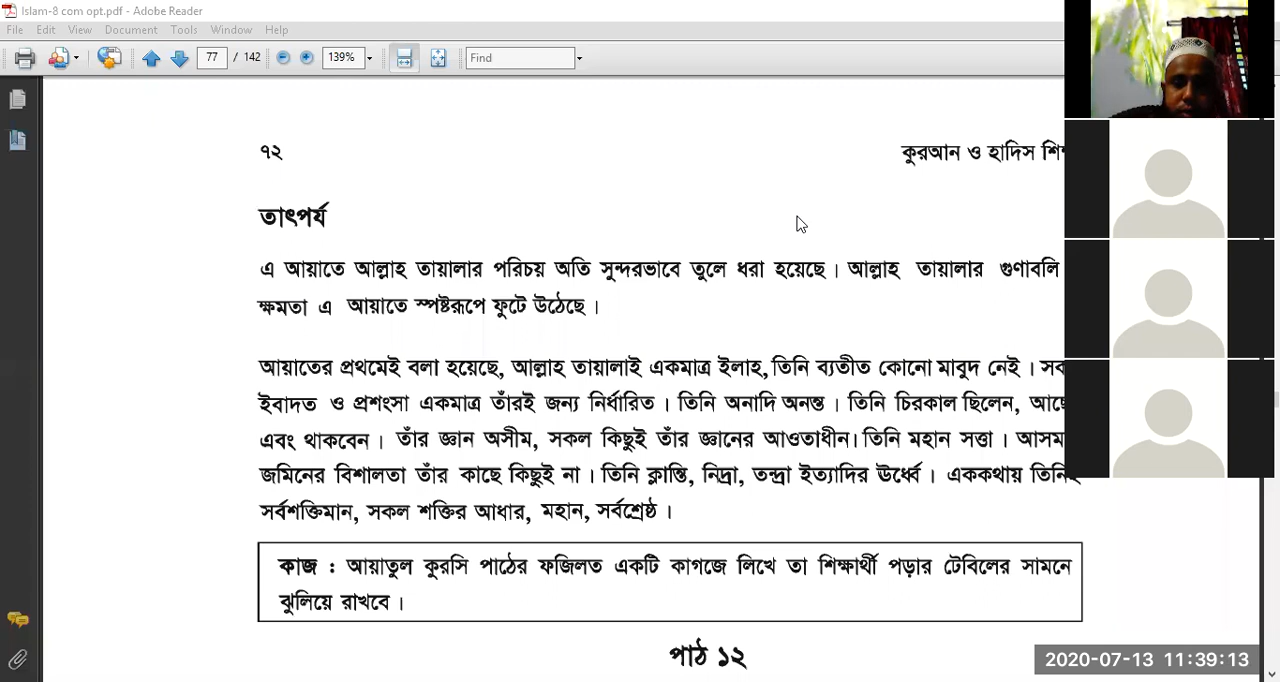 Islam-8 com opt.pdf - Adobe Reader
File Edit View Document Tools Window Help
77 / 142 139% Find
৭২ কুরআন ও হাদিস
তাৎপর্য
এ আয়াতে আল্লাহ তায়ালার পরিচয় অতি সুন্দরভাবে তুলে ধরা হয়েছে। আল্লাহ তায়ালার গুণাবলি
ক্ষমতা এ আয়াতে স্পষ্টরূপে ফুটে উঠেছে।
আয়াতের প্রথমেই বলা হয়েছে, আল্লাহ তায়ালাই একমাত্র ইলাহ, তিনি ব্যতীত কোনো মাবুদ নেই।
ইবাদত ও প্রশংসা একমাত্র তাঁরই জন্য নির্ধারিত। তিনি অনাদি অনন্ত। তিনি চিরকাল ছিলেন,
এবং থাকবেন। তাঁর জ্ঞান অসীম, সকল কিছুই তাঁর জ্ঞানের আওতাধীন। তিনি মহান সত্তা।
জমিনের বিশালতা তাঁর কাছে কিছুই না। তিনি ক্লান্তি, নিদ্রা, তন্দ্রা ইত্যাদির ঊর্ধ্বে। এককথায় তিনিই
সর্বশক্তিমান, সকল শক্তির আধার, মহান, সর্বশ্রেষ্ঠ।
কাজ : আয়াতুল কুরসি পাঠের ফজিলত একটি কাগজে লিখে তা শিক্ষার্থী পড়ার টেবিলের সামনে
ঝুলিয়ে রাখবে।
পাঠ ১২
2020-07-13 11:39:13